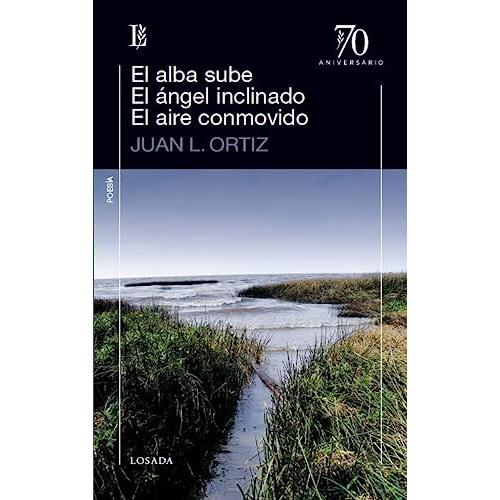 70
ANIVERSARIO
El alba sube
El ángel inclinado
El aire conmovido
JUAN L. ORTIZ
POESÍA
LOSADA